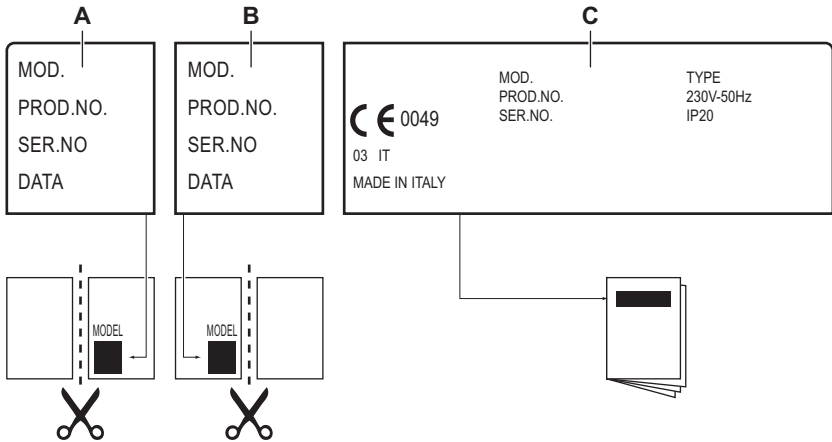 A
B
C
MOD.
PROD.NO.
SER.NO
DATA
MOD.
PROD.NO.
SER.NO
DATA
MOD. TYPE
PROD.NO. 230V-50Hz
CE 0049 SER.NO. IP20
03 IT
MADE IN ITALY
MODEL
MODEL